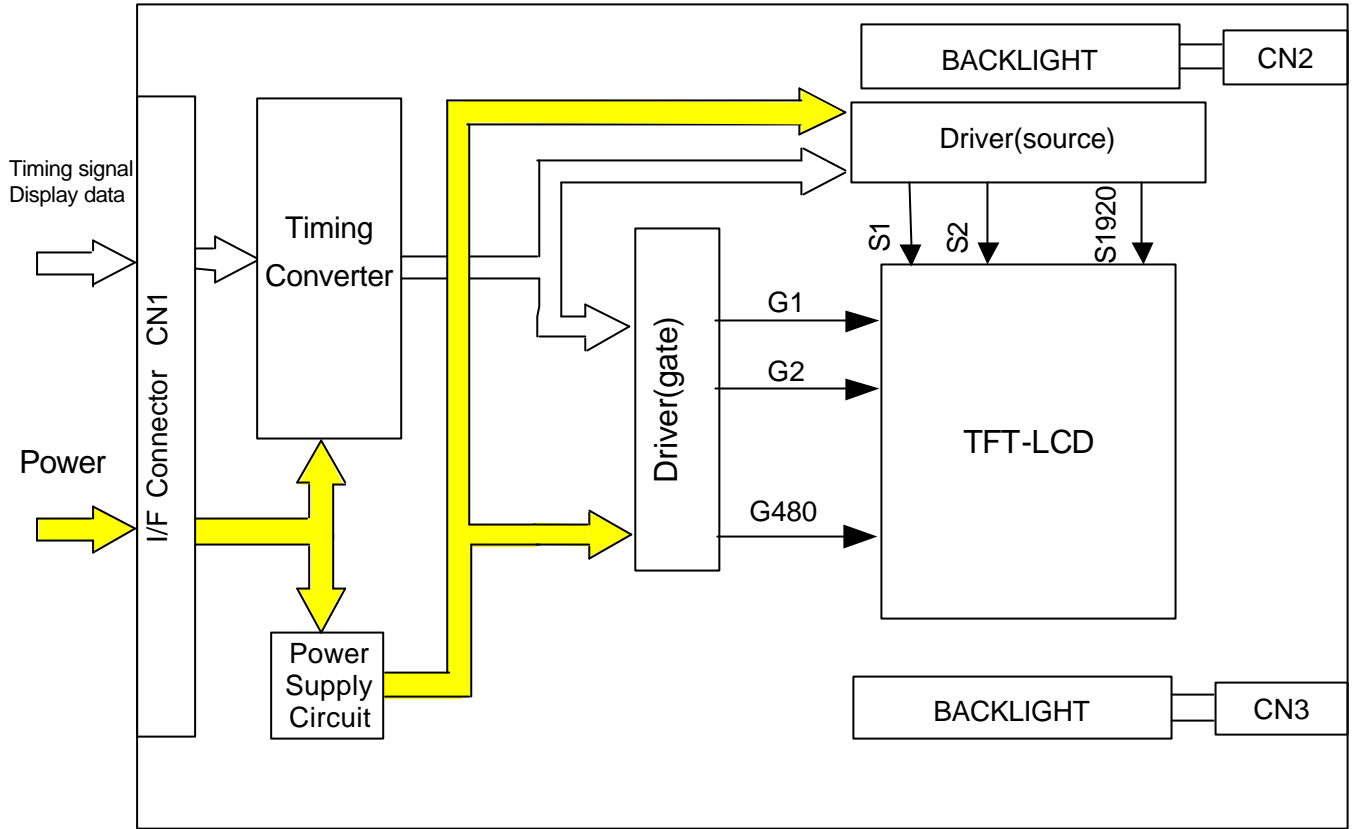 BACKLIGHT
CN2
Driver(source)
Timing signal
Display data
Timing
Converter
S1
S2
S1920
I/F Connector CN1
Driver(gate)
G1
G2
G480
TFT-LCD
Power
Power
Supply
Circuit
BACKLIGHT
CN3